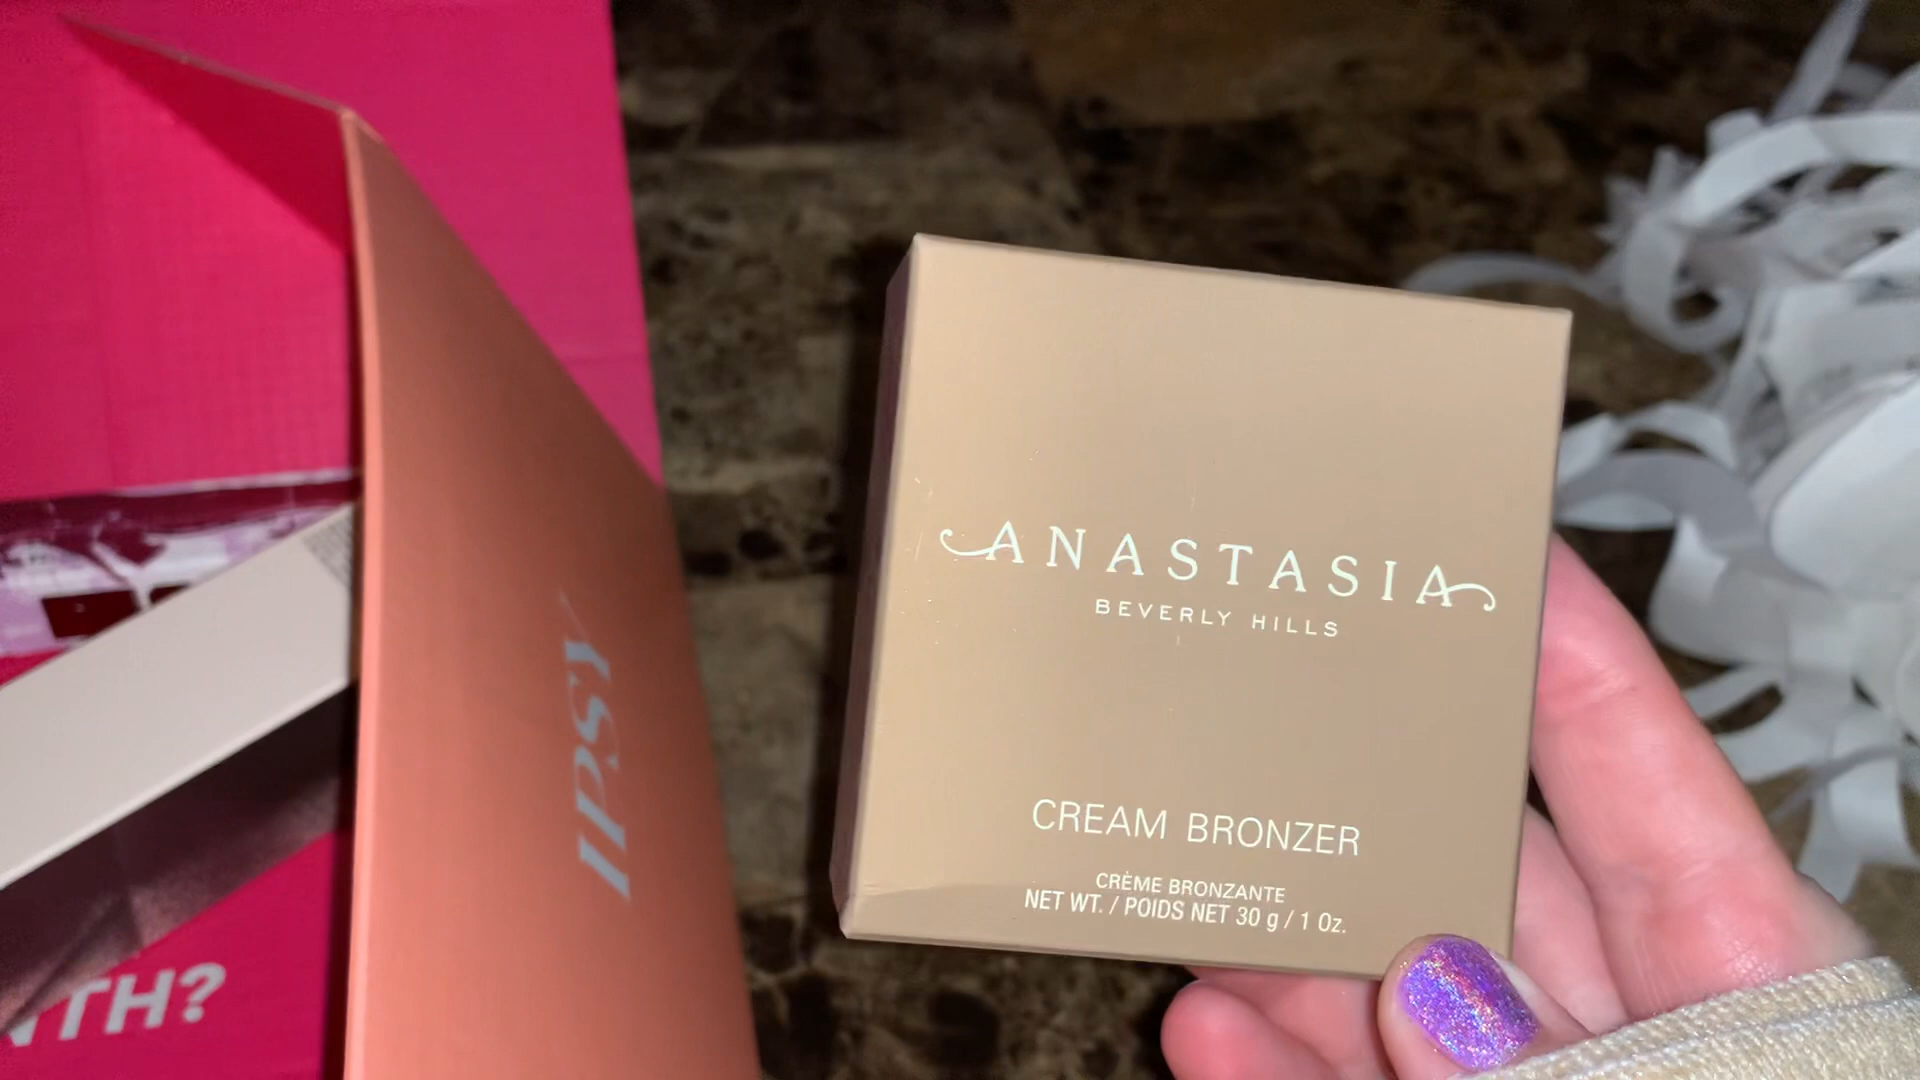 NTH?
IPSY
ANASTASIA
BEVERLY HILLS
CREAM BRONZER
CRÈME BRONZANTE
NET WT. / POIDS NET 30 g / 1 Oz.